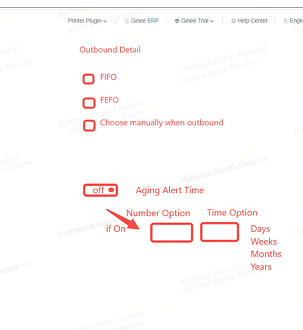 Printer Plugin
Ginee ERP
Ginee Trial
Help Center
Outbound Detail
FIFO
FEFO
Choose manually when outbound
off
Aging Alert Time
Number Option
Time Option
if On
Days
Weeks
Months
Years